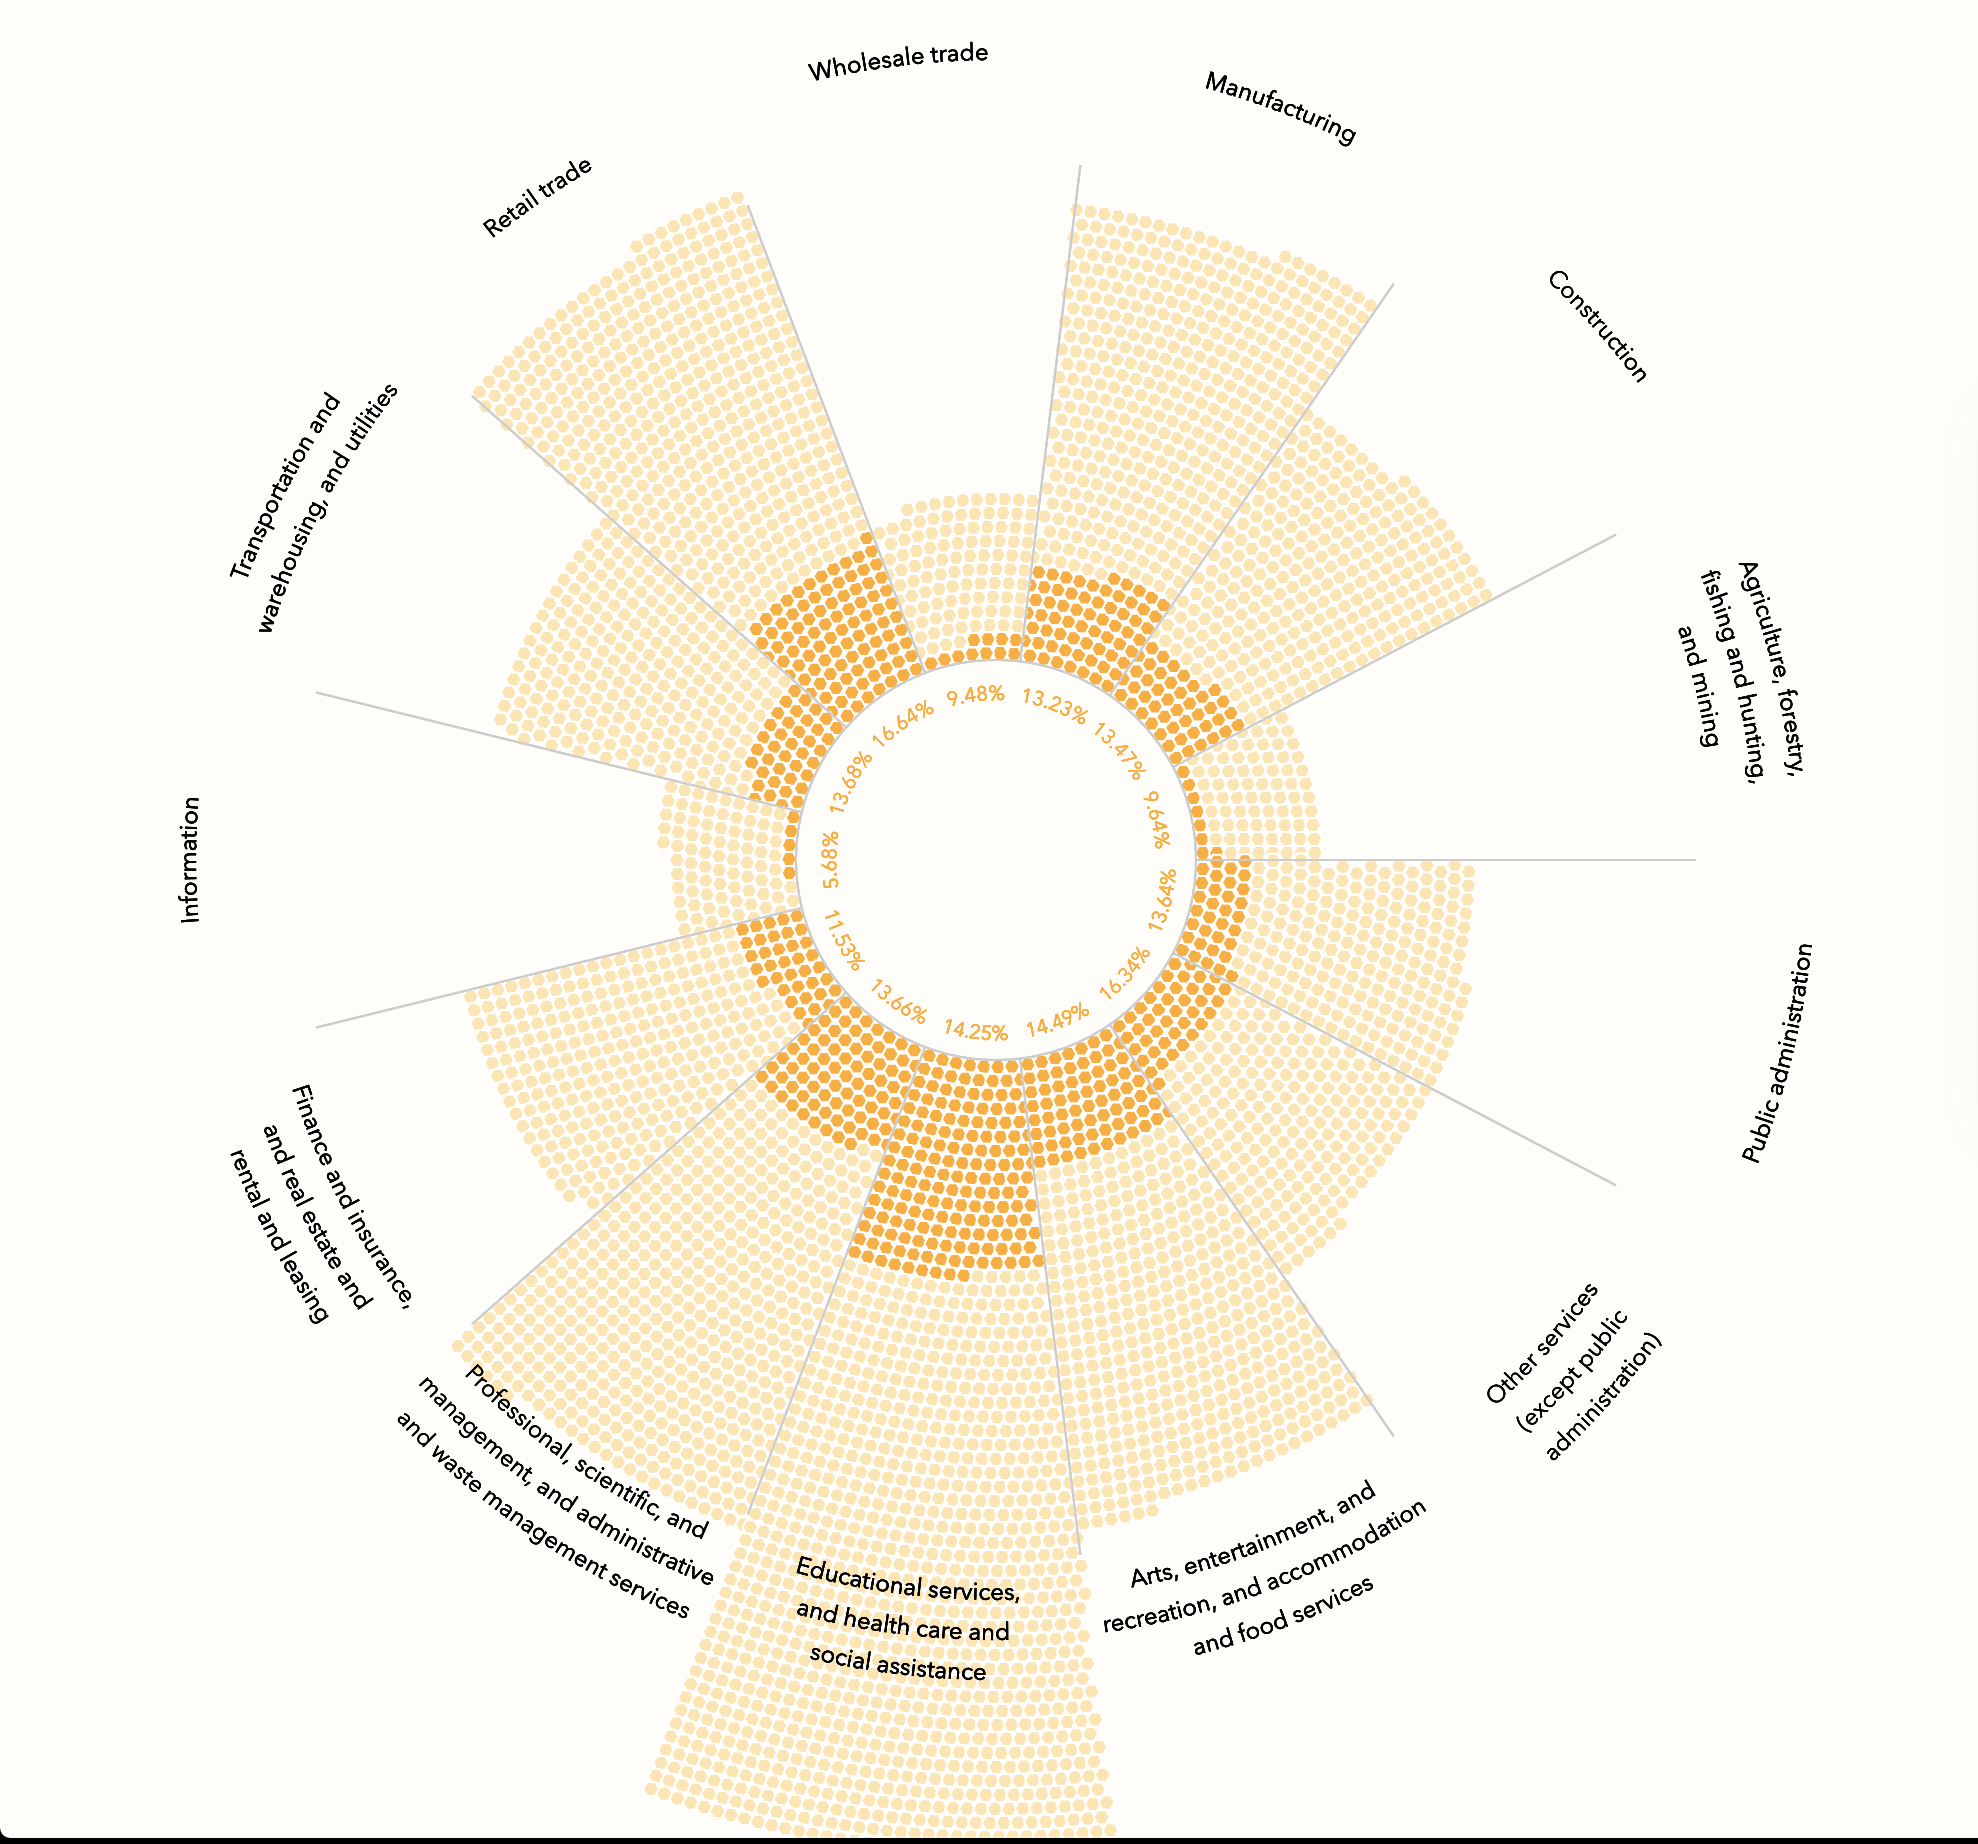 Wholesale trade
Manufacturing
Retail trade
Construction
Transportation and
warehousing, and utilities
Agriculture, forestry,
fishing and hunting,
and mining
9.48%
13.23%
16.64%
13.47%
13.68%
9.64%
5.68%
13.64%
11.53%
16.34%
13.66%
14.25%
14.49%
Information
Public administration
Finance and insurance,
and real estate and
rental and leasing
Other services
(except public
administration)
Professional, scientific, and
management, and administrative
and waste management services
Educational services,
and health care and
social assistance
Arts, entertainment, and
recreation, and accommodation
and food services